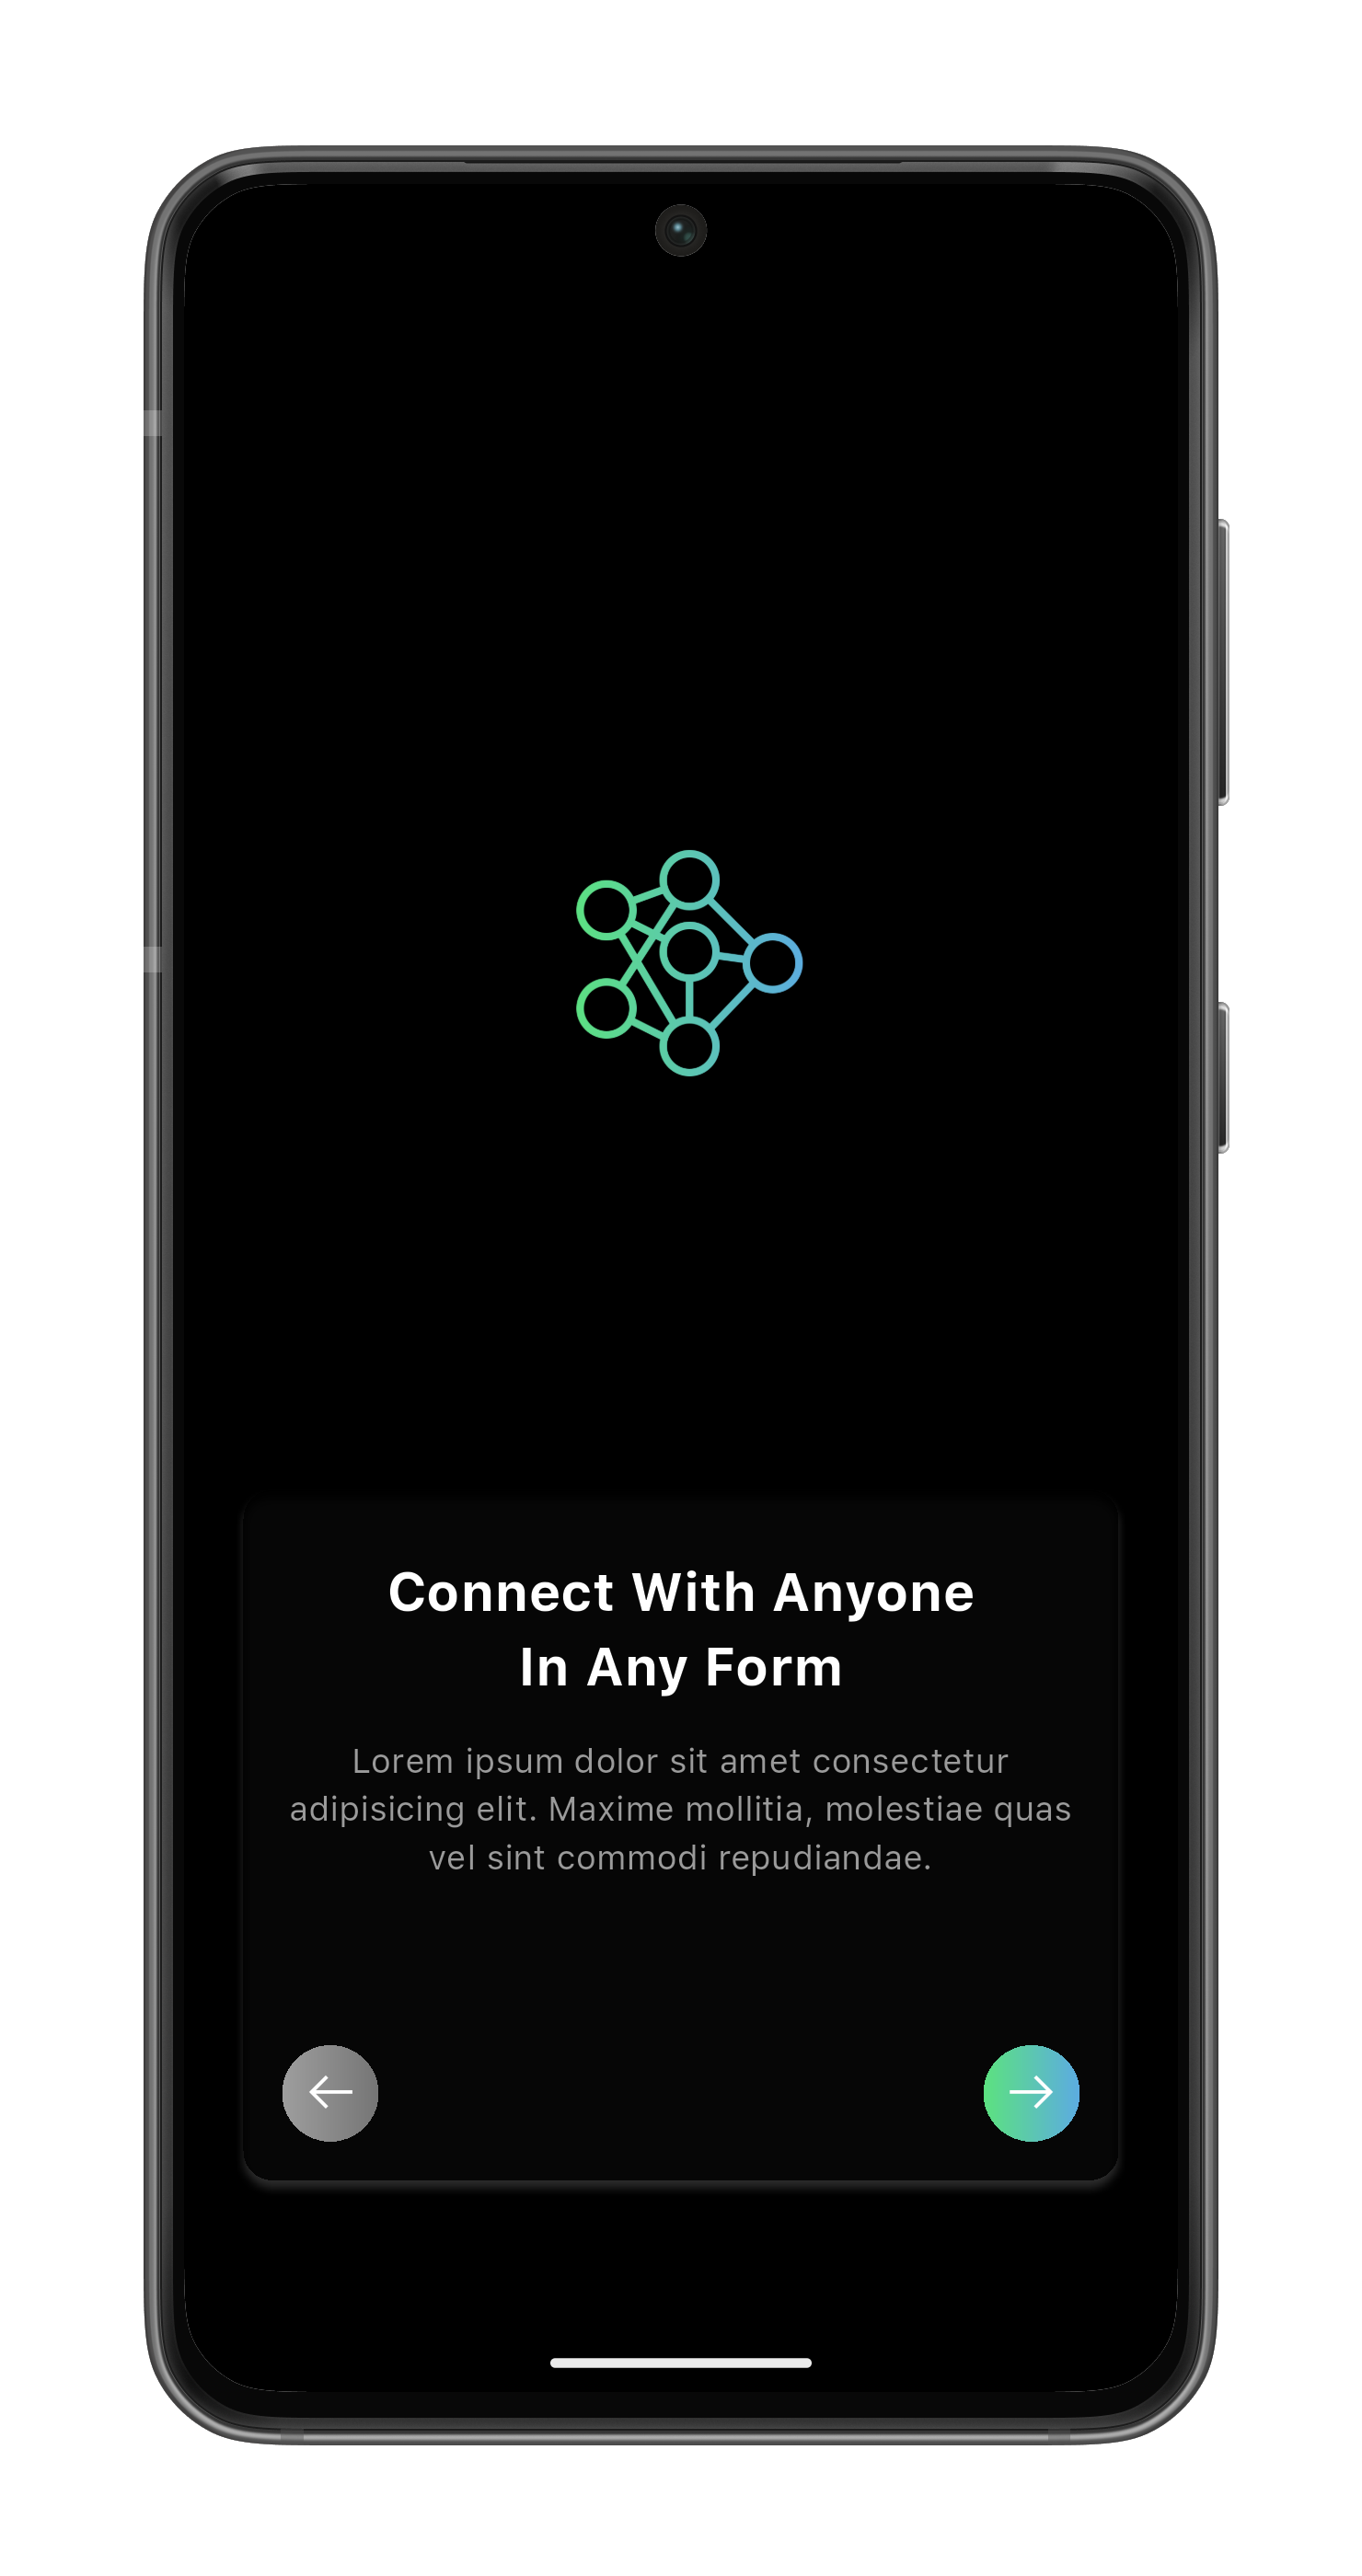 Connect With Anyone
In Any Form
Lorem ipsum dolor sit amet consectetur
adipisicing elit. Maxime mollitia, molestiae quas
vel sint commodi repudiandae.